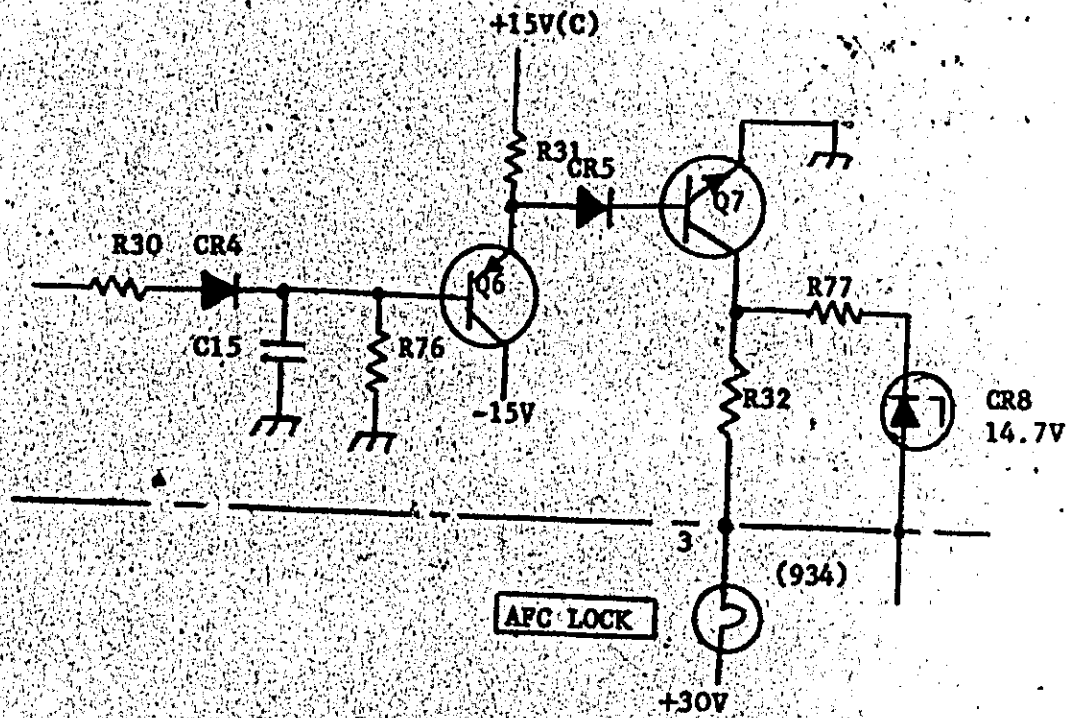 +15V(C)
R31
CR5
Q7
R30 CR4
Q6
R77
C15
R76
R32
CR8
14.7V
-15V
3
(934)
AFC LOCK
+30V